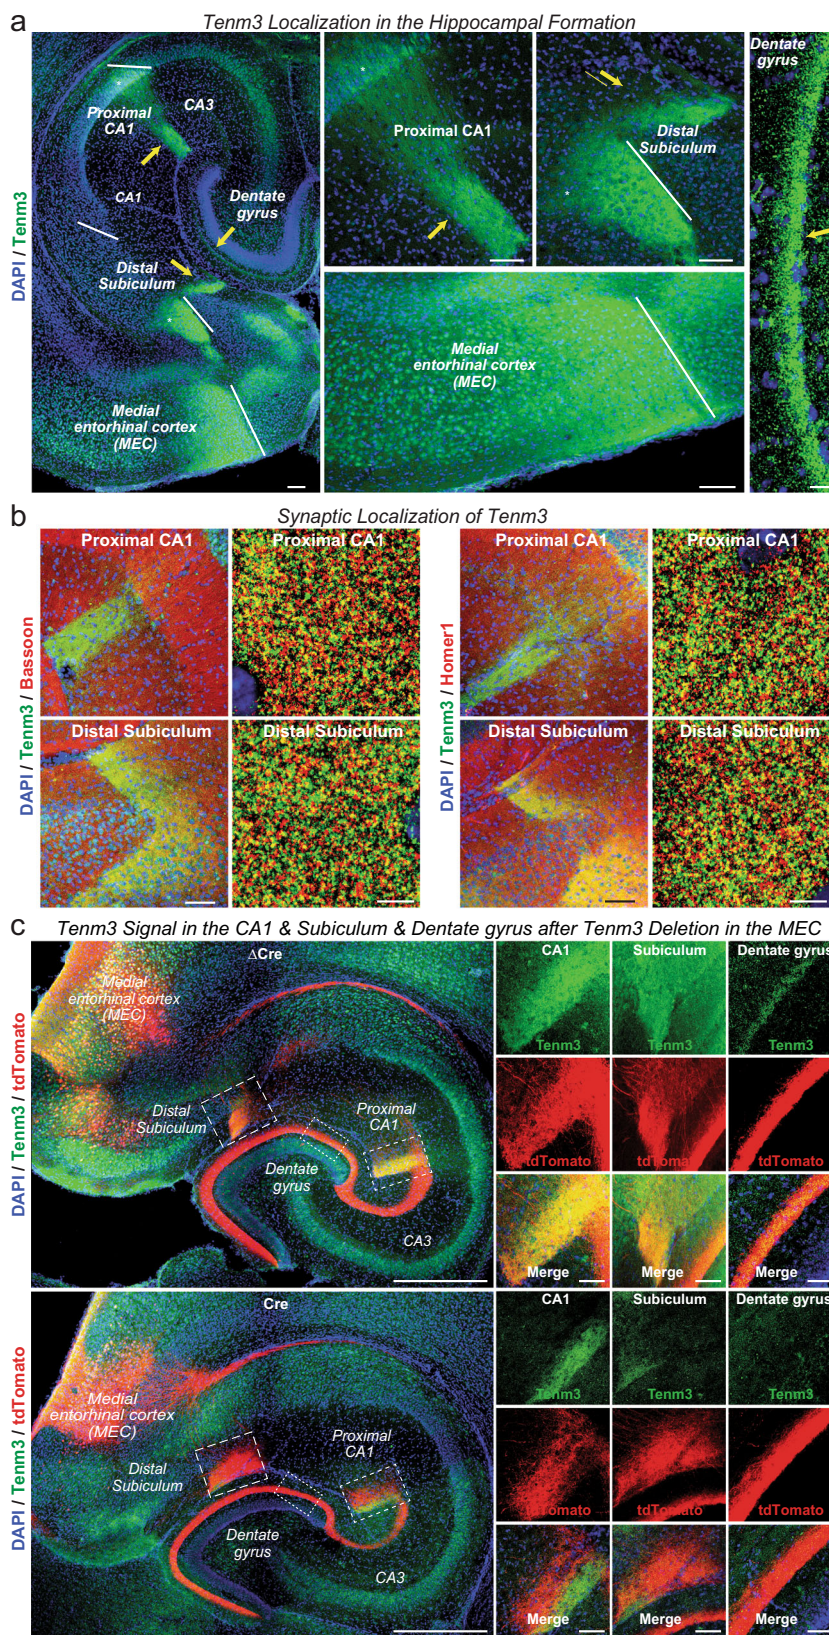 a
Tenm3 Localization in the Hippocampal Formation
DAPI / Tenm3
*
Proximal
CA1
CA3
CA1
Dentate
gyrus
Distal
Subiculum
*
Medial
entorhinal cortex
(MEC)
*
Proximal CA1
Distal
Subiculum
*
Medial
entorhinal cortex
(MEC)
Dentate
gyrus
b
Synaptic Localization of Tenm3
DAPI / Tenm3 / Bassoon
Proximal CA1
Proximal CA1
Distal Subiculum
Distal Subiculum
DAPI / Tenm3 / Homer1
Proximal CA1
Proximal CA1
Distal Subiculum
Distal Subiculum
c
Tenm3 Signal in the CA1 & Subiculum & Dentate gyrus after Tenm3 Deletion in the MEC
DAPI / Tenm3 / tdTomato
ΔCre
Medial
entorhinal cortex
(MEC)
Distal
Subiculum
Proximal
CA1
Dentate
gyrus
CA3
CA1
Subiculum
Dentate gyrus
Tenm3
Tenm3
Tenm3
tdTomato
tdTomato
tdTomato
Merge
Merge
Merge
DAPI / Tenm3 / tdTomato
Cre
Medial
entorhinal cortex
(MEC)
Distal
Subiculum
Proximal
CA1
Dentate
gyrus
CA3
CA1
Subiculum
Dentate gyrus
Tenm3
Tenm3
Tenm3
tdTomato
tdTomato
tdTomato
Merge
Merge
Merge